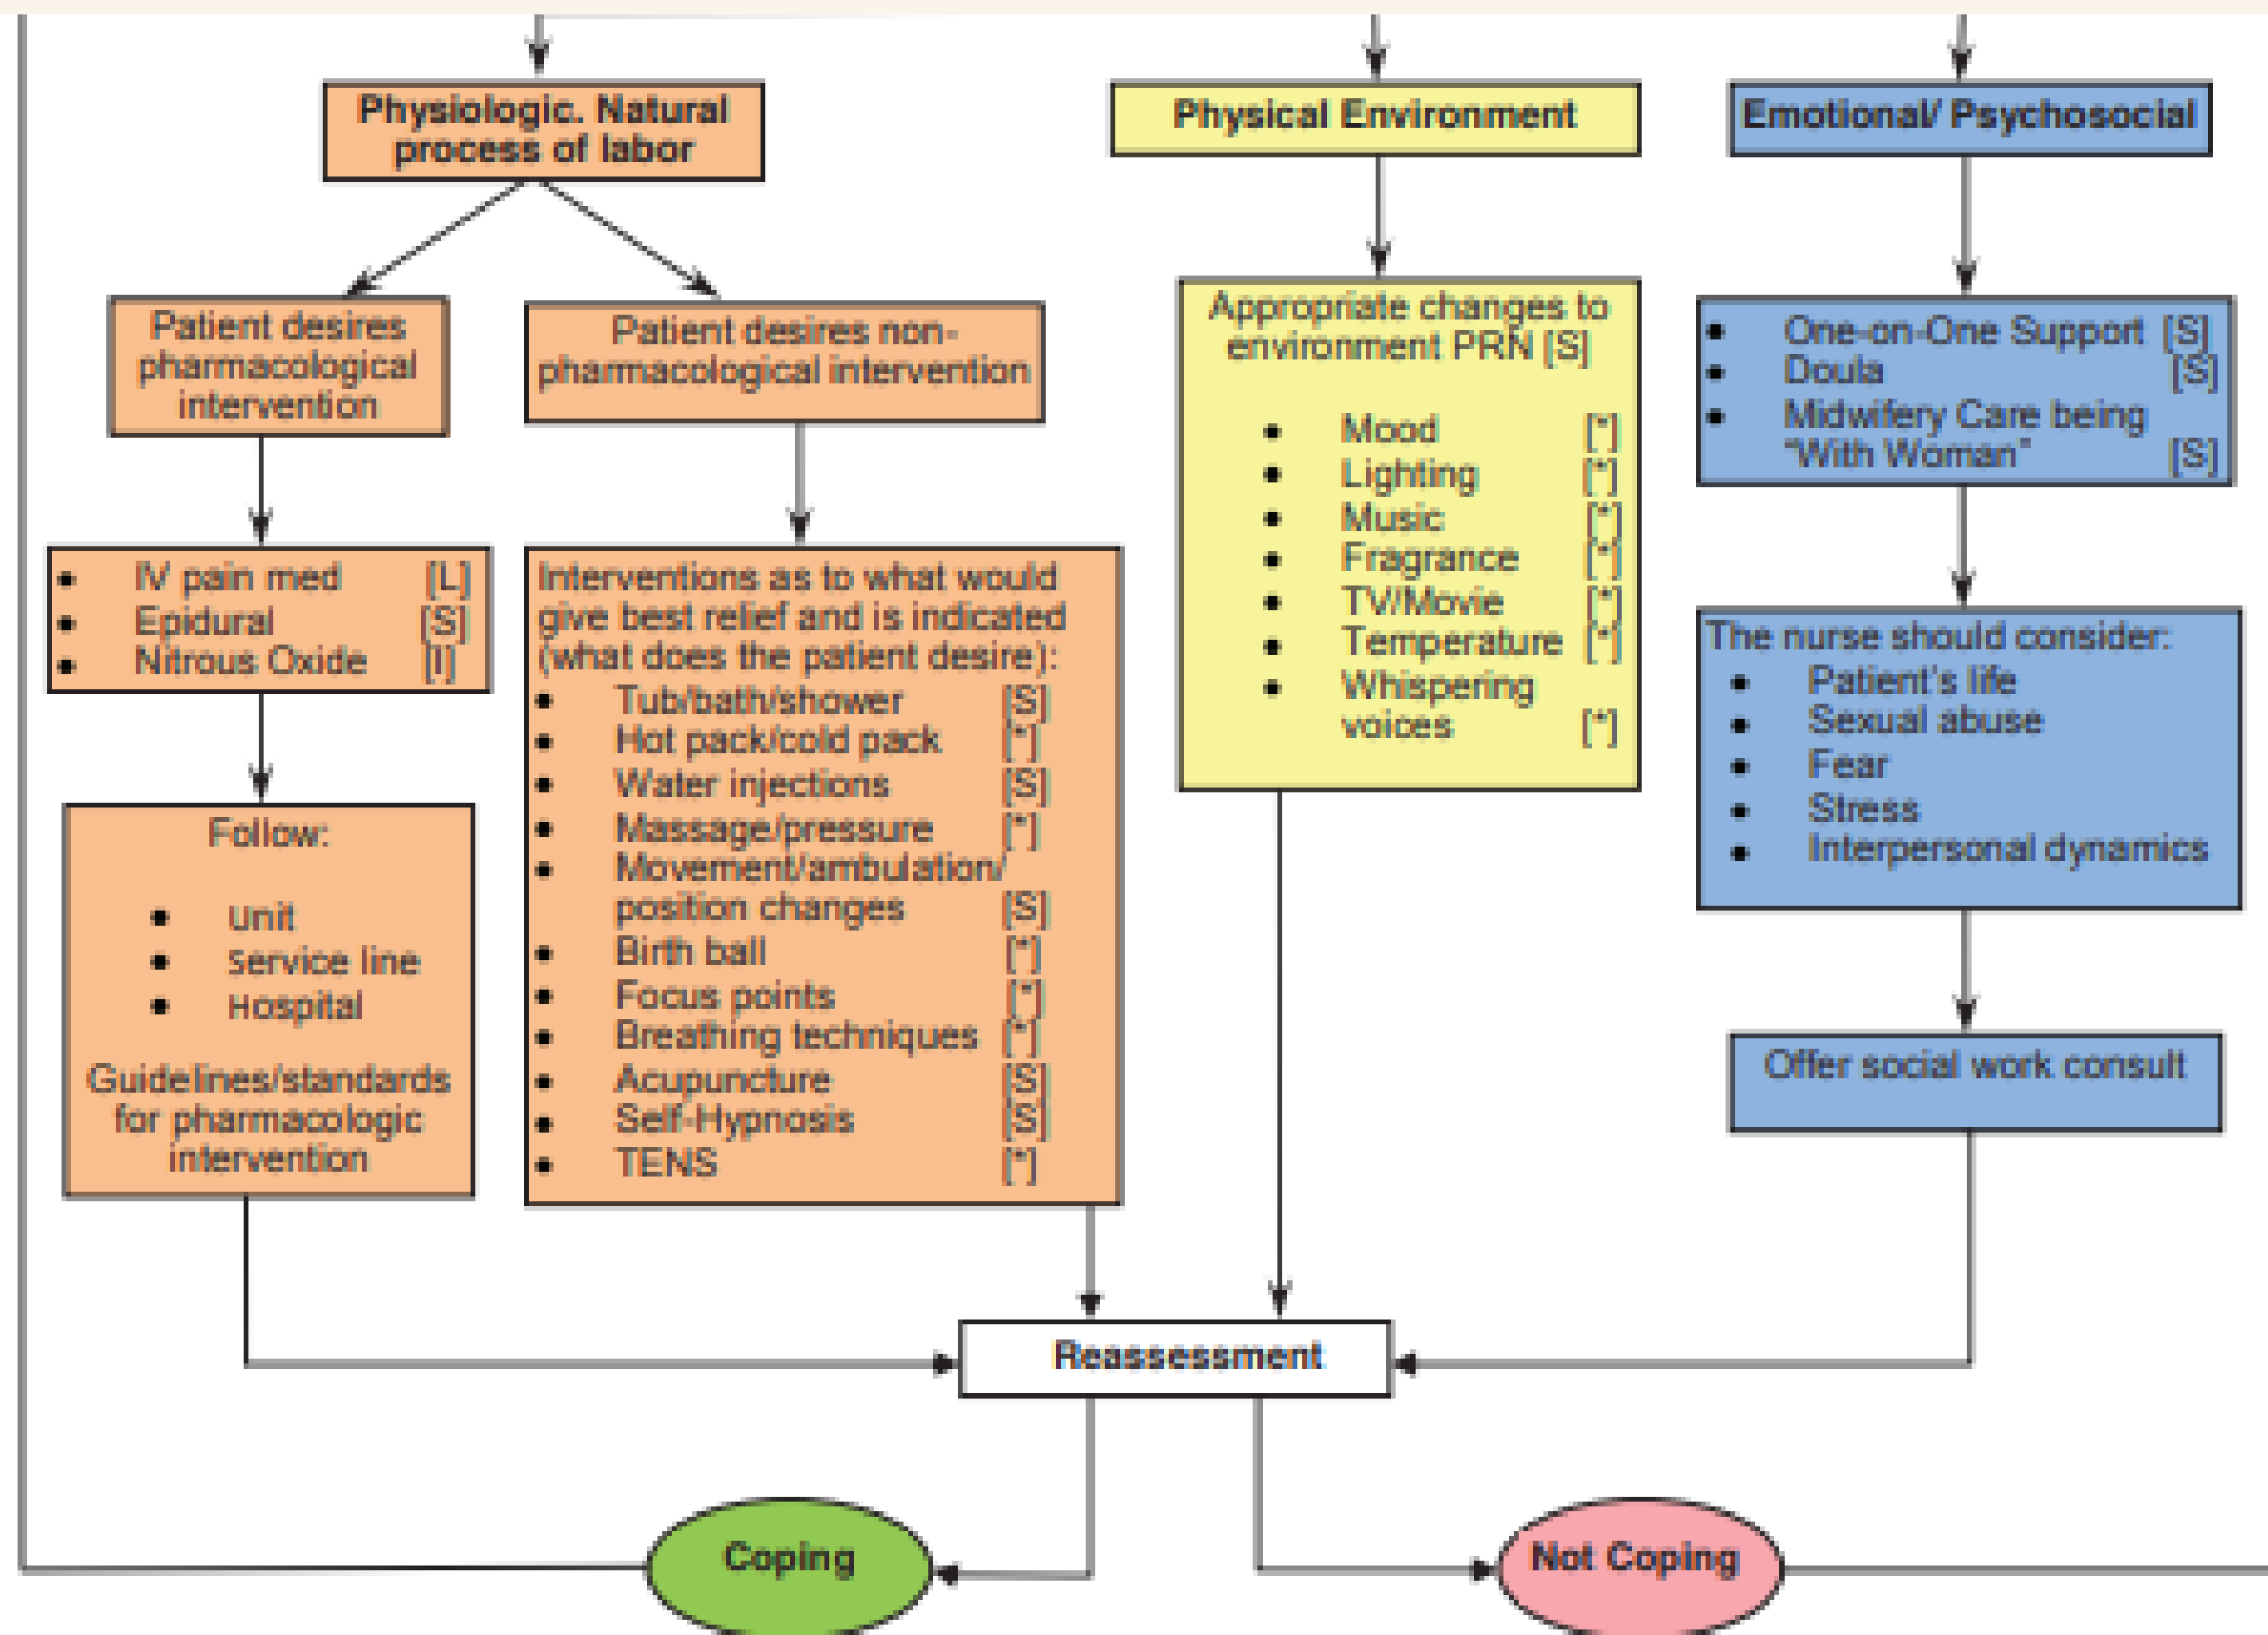 Physiologic. Natural
process of labor
Patient desires
pharmacological
intervention
IV pain med [L]
Epidural [S]
Nitrous Oxide [I]
Follow:
Unit
Service line
Hospital
Guidelines/standards
for pharmacologic
intervention
Patient desires non-
pharmacological intervention
Interventions as to what would
give best relief and is indicated
(what does the patient desire):
Tub/bath/shower [S]
Hot pack/cold pack [*]
Water injections [S]
Massage/pressure [*]
Movement/ambulation/
position changes [S]
Birth ball [*]
Focus points [*]
Breathing techniques [*]
Acupuncture [S]
Self-Hypnosis [S]
TENS [*]
Physical Environment
Appropriate changes to
environment PRN [S]
Mood [*]
Lighting [*]
Music [*]
Fragrance [*]
TV/Movie [*]
Temperature [*]
Whispering
voices [*]
Emotional/ Psychosocial
One-on-One Support [S]
Doula [S]
Midwifery Care being
"With Woman" [S]
The nurse should consider:
Patient's life
Sexual abuse
Fear
Stress
Interpersonal dynamics
Offer social work consult
Reassessment
Coping
Not Coping